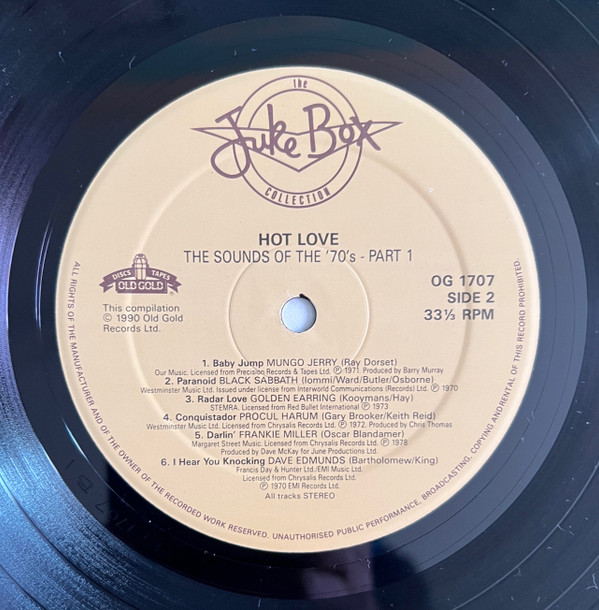 the
Juke Box
COLLECTION
HOT LOVE
THE SOUNDS OF THE '70's - PART 1
DISCS TAPES
OLD GOLD
This compilation
© 1990 Old Gold
Records Ltd.
OG 1707
SIDE 2
33⅓ RPM
1. Baby Jump MUNGO JERRY (Ray Dorset)
Our Music. Licensed from Precision Records & Tapes Ltd. ℗ 1971. Produced by Barry Murray
2. Paranoid BLACK SABBATH (Iommi/Ward/Butler/Osborne)
Westminster Music Ltd. Issued under license from Interworld Communications (Records) Ltd. ℗ 1970
3. Radar Love GOLDEN EARRING (Kooymans/Hay)
STEMRA. Licensed from Red Bullet International ℗ 1973
4. Conquistador PROCUL HARUM (Gary Brooker/Keith Reid)
Westminster Music Ltd. Licensed from Chrysalis Records Ltd. ℗ 1972. Produced by Chris Thomas
5. Darlin' FRANKIE MILLER (Oscar Blandamer)
Margaret Street Music. Licensed from Chrysalis Records Ltd. ℗ 1978
Produced by Dave McKay for June Productions Ltd.
6. I Hear You Knocking DAVE EDMUNDS (Bartholomew/King)
Francis Day & Hunter Ltd./EMI Music Ltd.
Licensed from Chrysalis Records Ltd.
℗ 1970 EMI Records Ltd.
All tracks STEREO
ALL RIGHTS OF THE MANUFACTURER AND OF THE OWNER OF THE RECORDED WORK RESERVED. UNAUTHORISED PUBLIC PERFORMANCE, BROADCASTING, COPYING AND RENTAL OF THIS RECORD PROHIBITED.